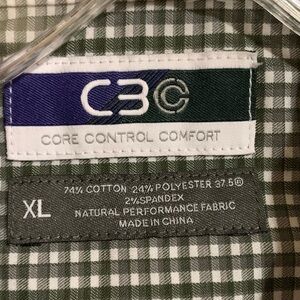 C3C
CORE CONTROL COMFORT
XL
74% COTTON 24% POLYESTER 37.5®
2% SPANDEX
NATURAL PERFORMANCE FABRIC
MADE IN CHINA